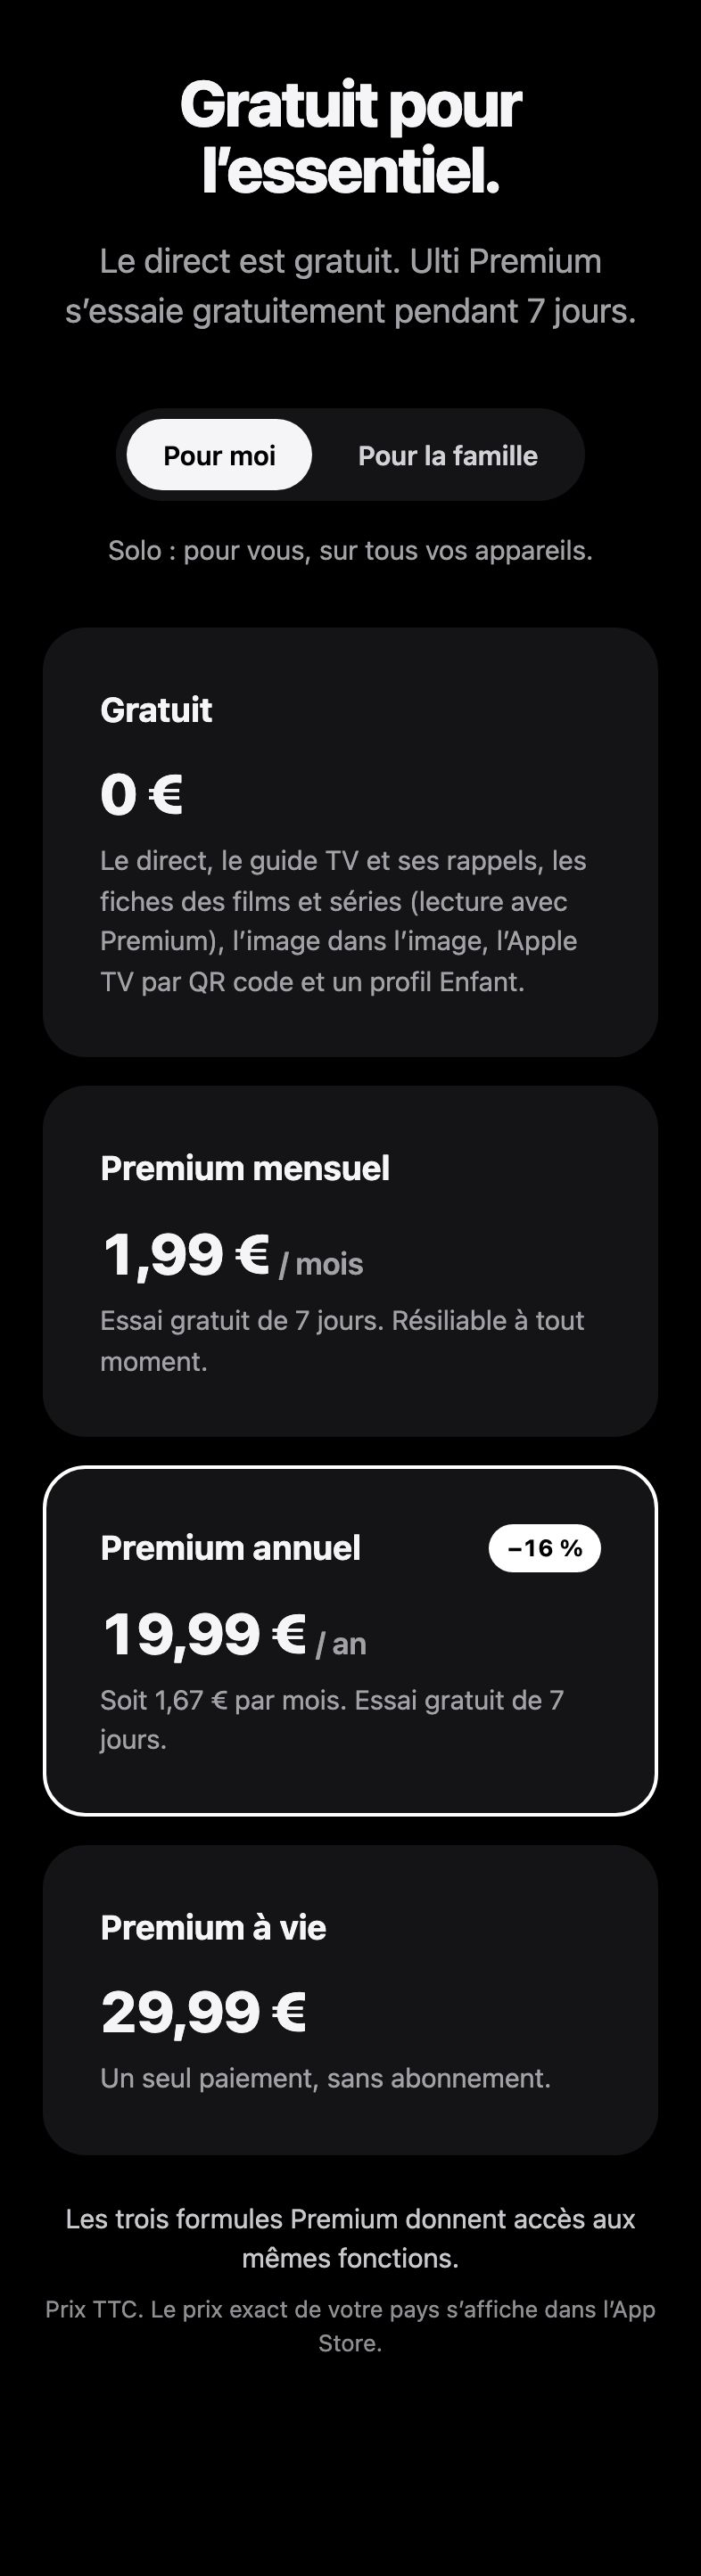 Gratuit pour
l’essentiel.
Le direct est gratuit. Ulti Premium
s’essaie gratuitement pendant 7 jours.
Pour moi
Pour la famille
Solo : pour vous, sur tous vos appareils.
Gratuit
0 €
Le direct, le guide TV et ses rappels, les
fiches des films et séries (lecture avec
Premium), l’image dans l’image, l’Apple
TV par QR code et un profil Enfant.
Premium mensuel
1,99 € / mois
Essai gratuit de 7 jours. Résiliable à tout
moment.
Premium annuel
−16 %
19,99 € / an
Soit 1,67 € par mois. Essai gratuit de 7
jours.
Premium à vie
29,99 €
Un seul paiement, sans abonnement.
Les trois formules Premium donnent accès aux
mêmes fonctions.
Prix TTC. Le prix exact de votre pays s’affiche dans l’App
Store.